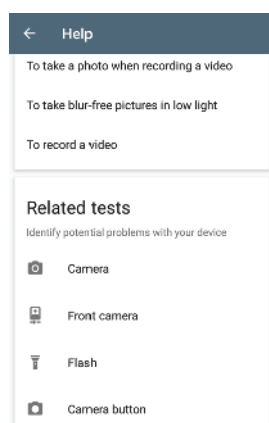 Help
To take a photo when recording a video
To take blur-free pictures in low light
To record a video
Related tests
Identify potential problems with your device
Camera
Front camera
Flash
Camera button